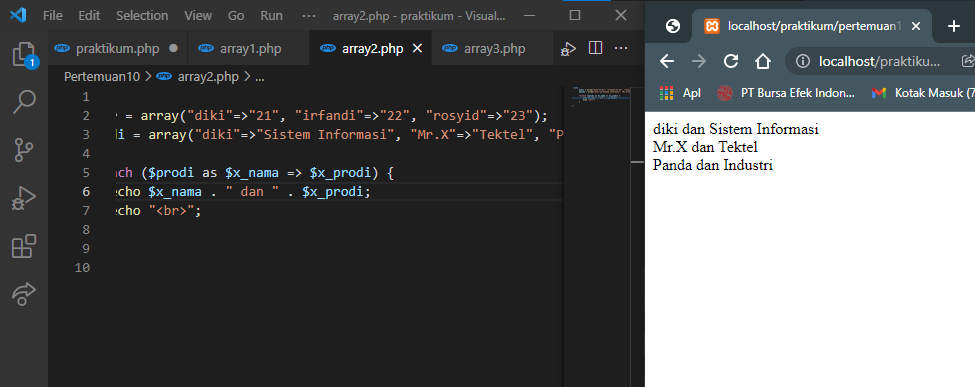 File Edit Selection View Go Run ··· array2.php - praktikum - Visual...
praktikum.php array1.php array2.php array3.php ···
Pertemuan10 > array2.php > ...
1
2 = array("diki"=>"21", "irfandi"=>"22", "rosyid"=>"23");
3 di = array("diki"=>"Sistem Informasi", "Mr.X"=>"Tektel", "P
4
5 ach ($prodi as $x_nama => $x_prodi) {
6 echo $x_nama . " dan " . $x_prodi;
7 echo "<br>";
8
9
10
1
localhost/praktikum/pertemuan1
localhost/praktiku...
Apl PT Bursa Efek Indon... Kotak Masuk (7
diki dan Sistem Informasi
Mr.X dan Tektel
Panda dan Industri